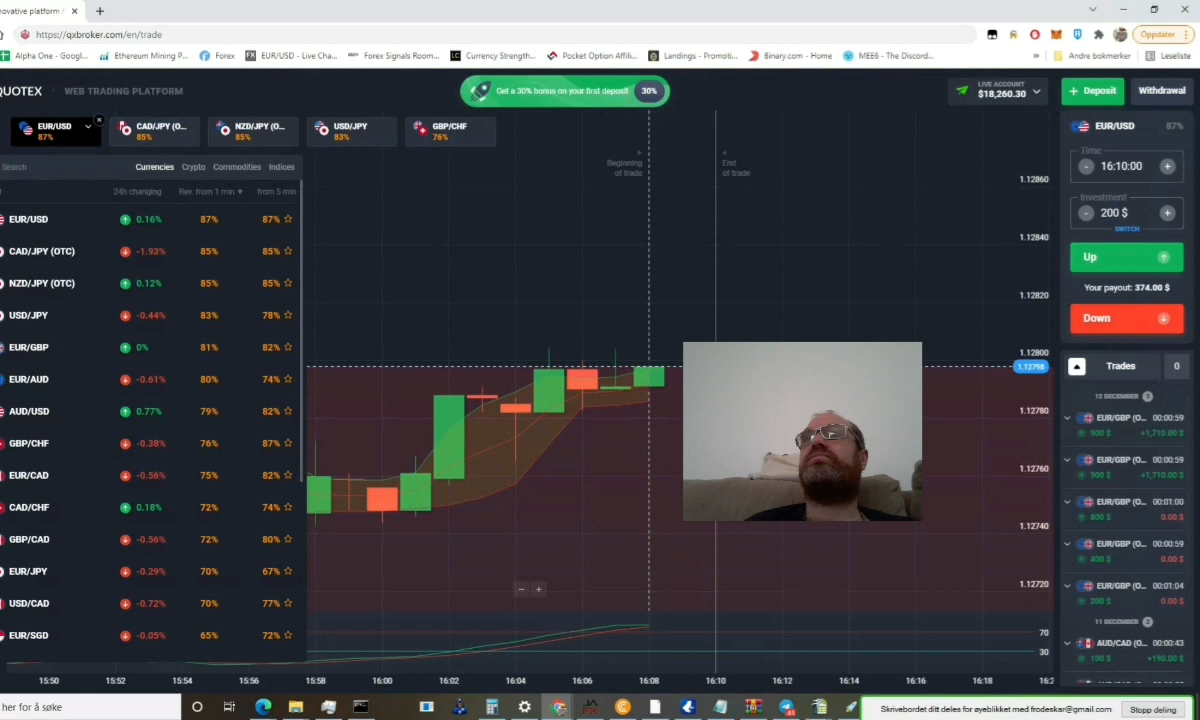 novative platform f
https://qxbroker.com/en/trade
Oppdater
Alpha One - Googl...
Ethereum Mining P...
Forex
EUR/USD - Live Cha...
Forex Signals Room...
Currency Strength...
Pocket Option Affili...
Landings - Promoti...
Binary.com - Home
MEE6 - The Discord...
»
Andre bokmerker
Leseliste
QUOTEX
WEB TRADING PLATFORM
Get a 30% bonus on your first deposit 30%
LIVE ACCOUNT
$18,260.30
+ Deposit
Withdrawal
EUR/USD
87%
CAD/JPY (O...
85%
NZD/JPY (O...
85%
USD/JPY
83%
GBP/CHF
76%
Search
Currencies Crypto Commodities Indices
24h changing Rev. from 1 min from 5 min
EUR/USD 0.16% 87% 87%
CAD/JPY (OTC) -1.93% 85% 85%
NZD/JPY (OTC) 0.12% 85% 85%
USD/JPY -0.44% 83% 78%
EUR/GBP 0% 81% 82%
EUR/AUD -0.61% 80% 74%
AUD/USD 0.77% 79% 82%
GBP/CHF -0.38% 76% 87%
EUR/CAD -0.56% 75% 82%
CAD/CHF 0.18% 72% 74%
GBP/CAD -0.56% 72% 80%
EUR/JPY -0.29% 70% 67%
USD/CAD -0.72% 70% 77%
EUR/SGD -0.05% 65% 72%
Beginning
of trade
End
of trade
1.12860
1.12840
1.12820
1.12800
1.12798
1.12780
1.12760
1.12740
1.12720
70
30
15:50 15:52 15:54 15:56 15:58 16:00 16:02 16:04 16:06 16:08 16:10 16:12 16:14 16:16 16:18 16:2
EUR/USD 87%
Time
- 16:10:00 +
Investment
- 200 $ +
SWITCH
Up
Your payout: 374.00 $
Down
Trades 0
12 DECEMBER 5
EUR/GBP (O... 00:00:59
900 $ +1,710.00 $
EUR/GBP (O... 00:00:59
900 $ +1,710.00 $
EUR/GBP (O... 00:01:00
800 $ 0.00 $
EUR/GBP (O... 00:00:59
400 $ 0.00 $
EUR/GBP (O... 00:01:04
200 $ 0.00 $
11 DECEMBER 2
AUD/CAD (O... 00:00:43
100 $ +190.00 $
her for å søke
Skrivebordet ditt deles for øyeblikket med frodeskar@gmail.com
Stopp deling